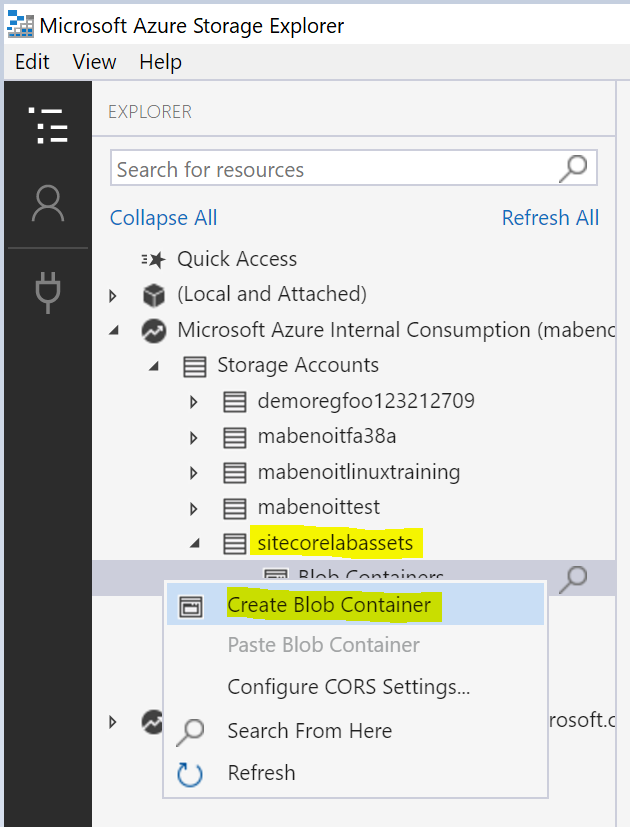 Microsoft Azure Storage Explorer
Edit View Help
EXPLORER
Search for resources
Collapse All Refresh All
Quick Access
(Local and Attached)
Microsoft Azure Internal Consumption (mabeno
Storage Accounts
demoregfoo123212709
mabenoitfa38a
mabenoitlinuxtraining
mabenoittest
sitecorelabassets
Blob Containers
Create Blob Container
Paste Blob Container
Configure CORS Settings...
rosoft.c
Search From Here
Refresh